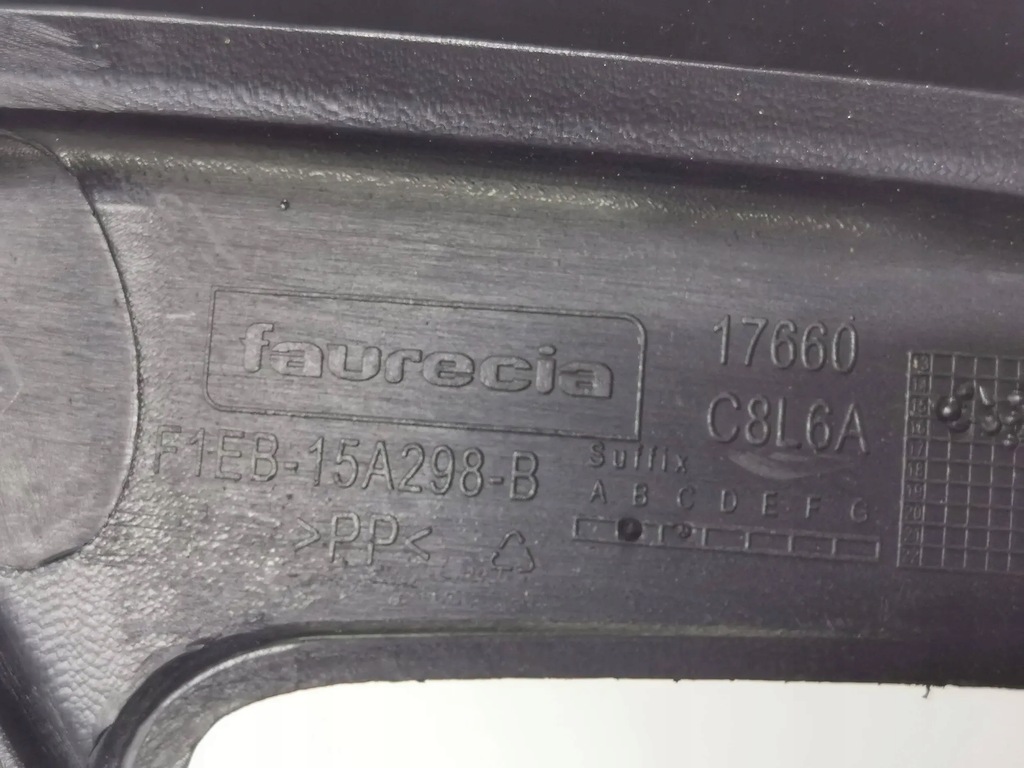 faurecia
F1EB-15A298-B
>PP<
17660
C8L6A
Suffix
A B C D E F G